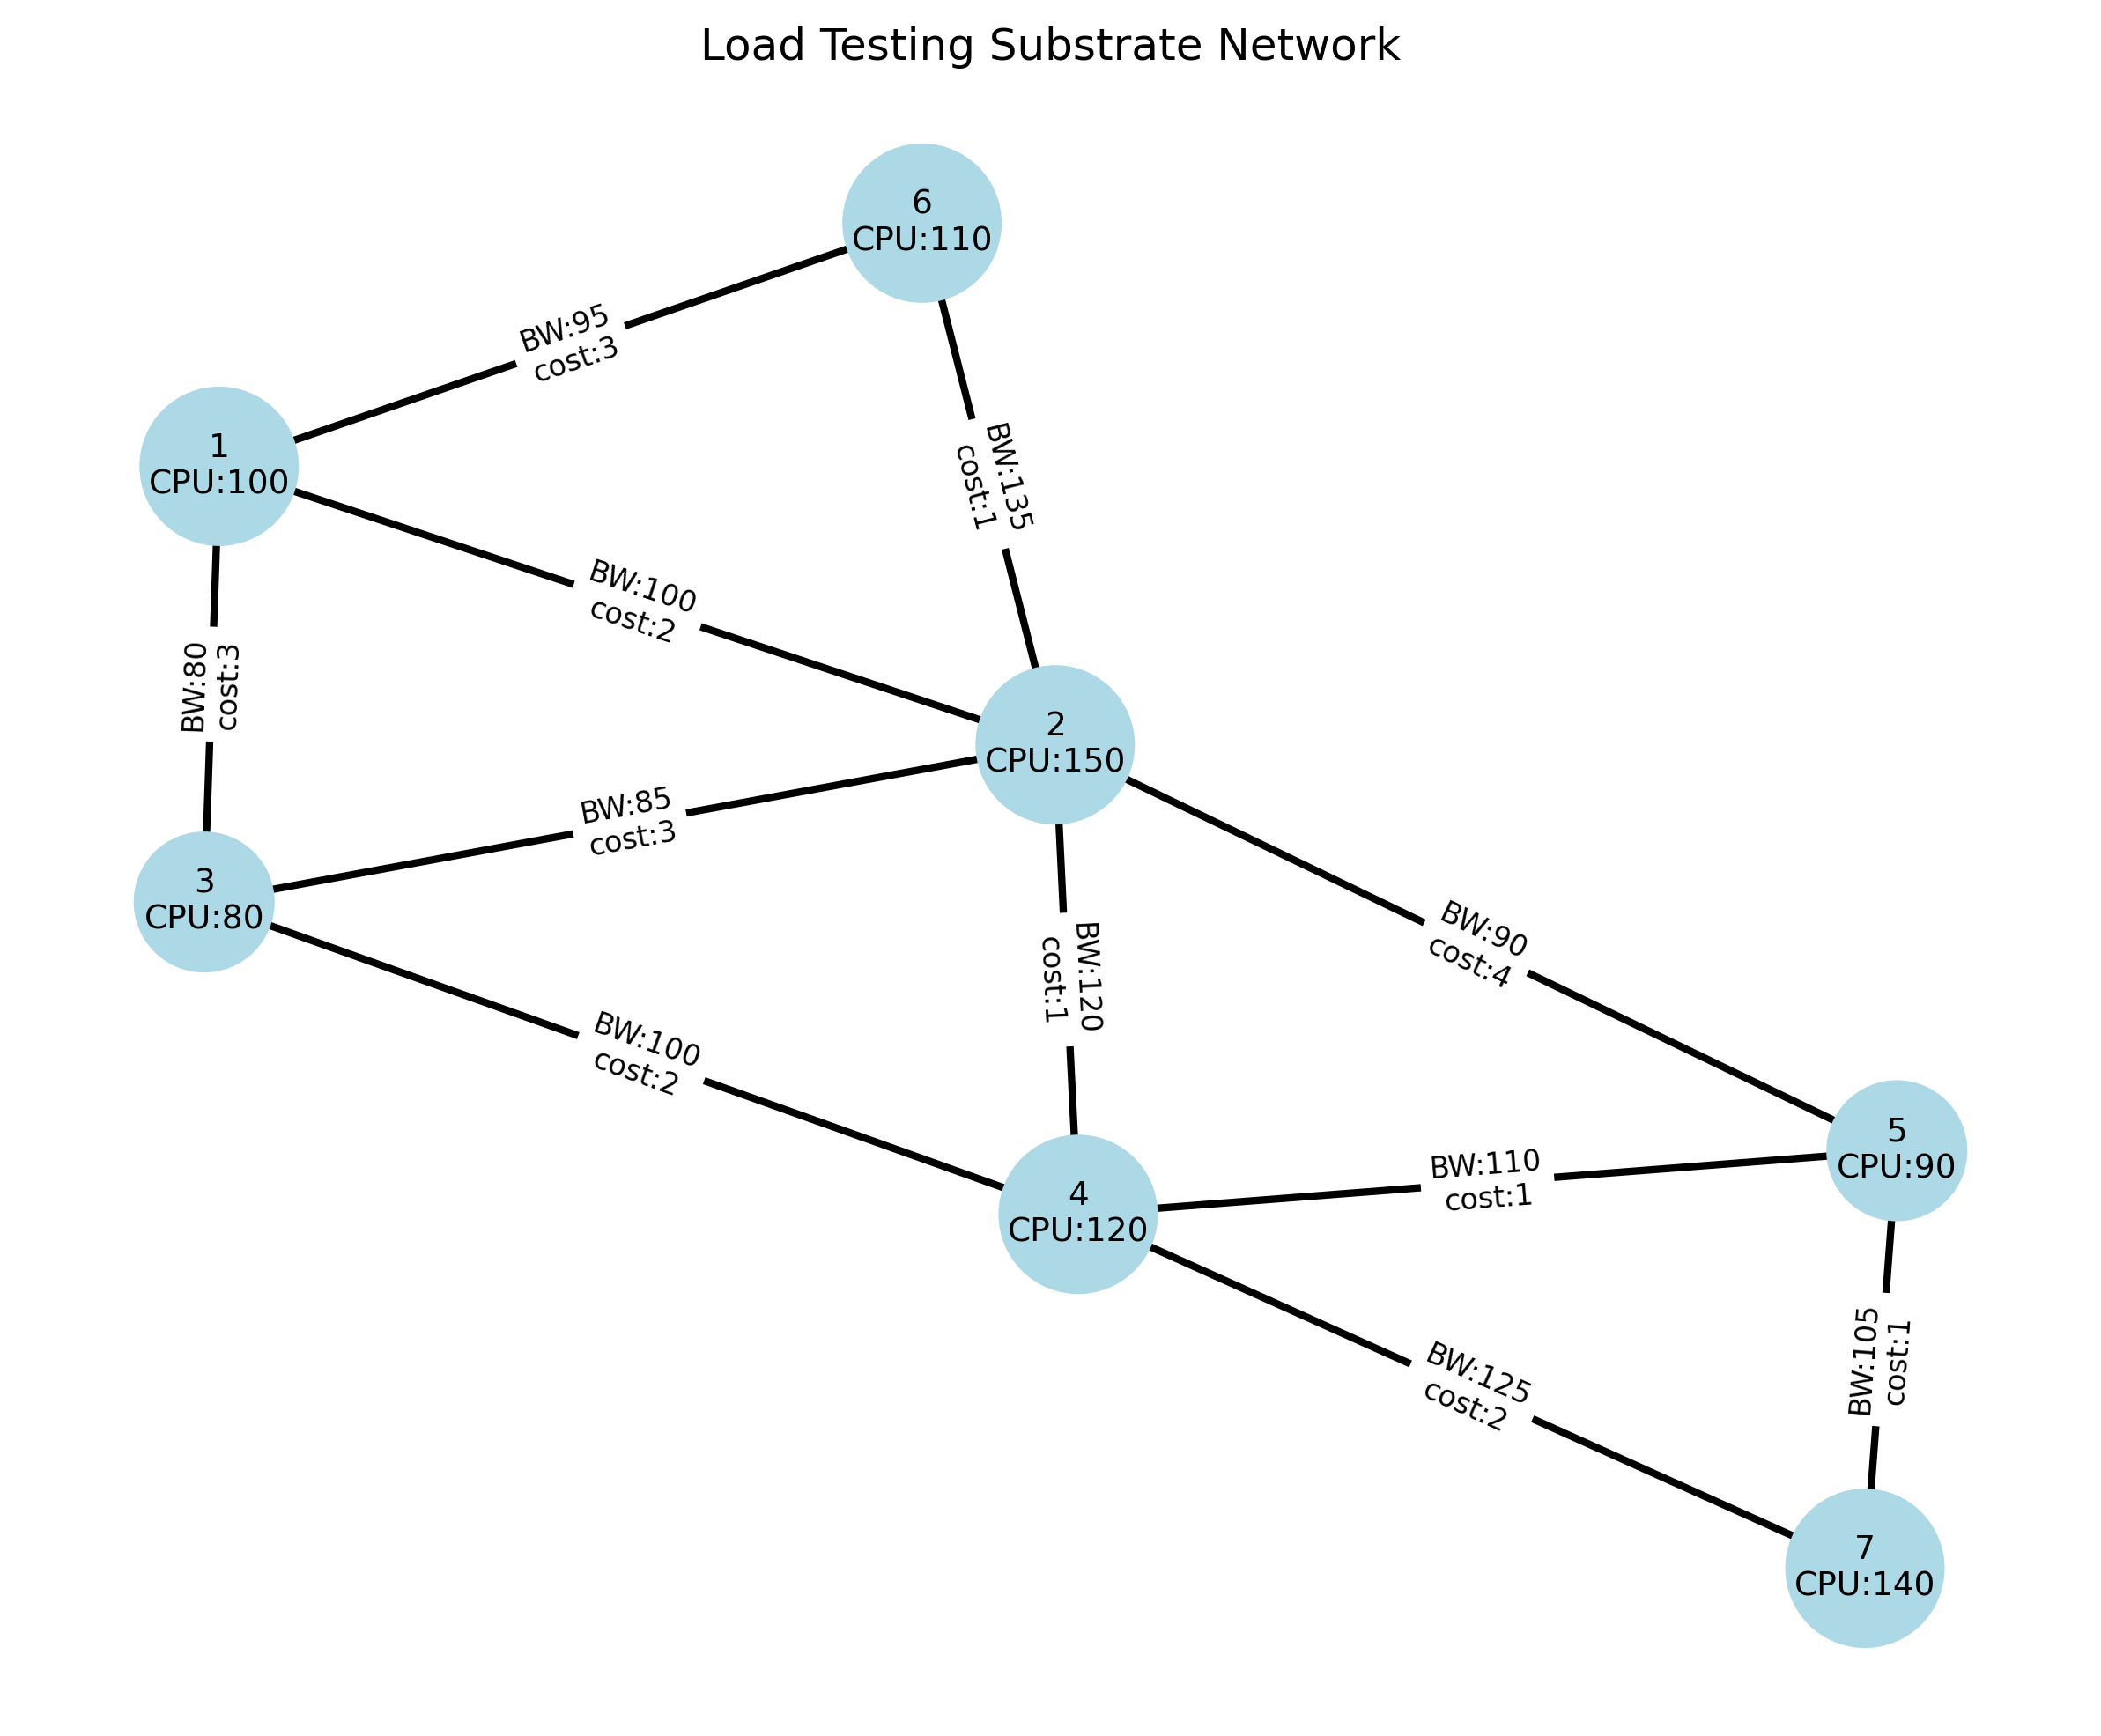 Load Testing Substrate Network
6
CPU:110
BW:95
cost:3
1
CPU:100
BW:135
cost:1
BW:100
cost:2
BW:80
cost:3
2
CPU:150
BW:85
cost:3
3
CPU:80
BW:90
cost:4
BW:120
cost:1
BW:100
cost:2
5
CPU:90
BW:110
cost:1
4
CPU:120
BW:105
cost:1
BW:125
cost:2
7
CPU:140